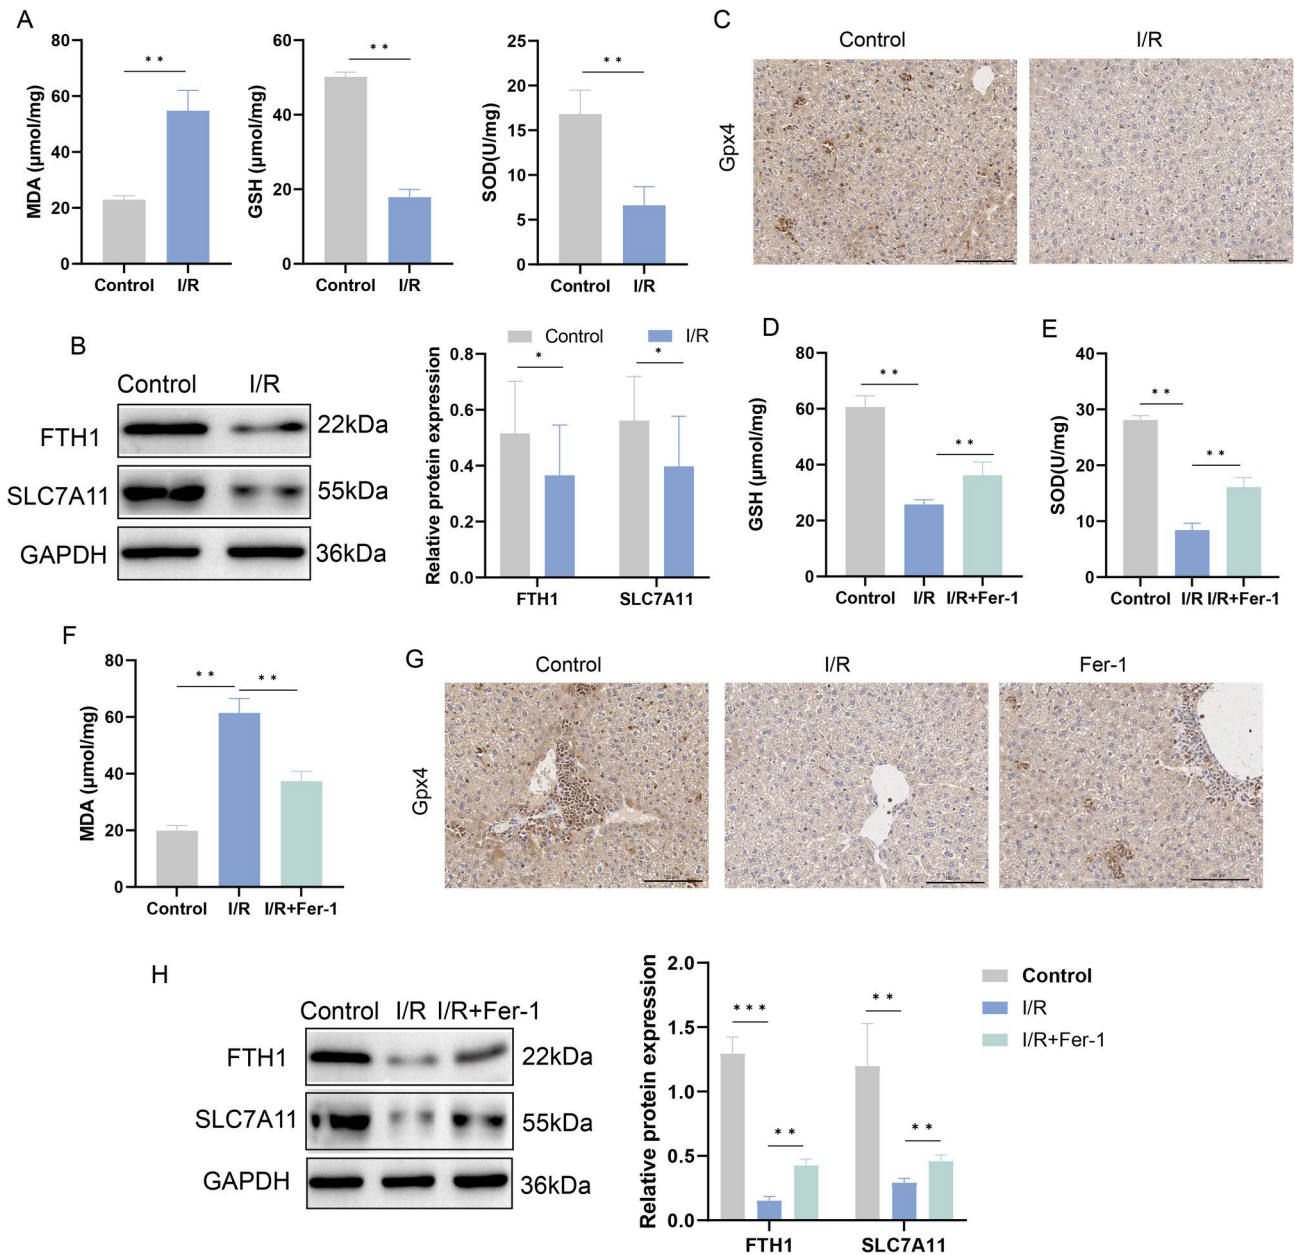 A
80
60
40
20
0
MDA (μmol/mg)
* *
Control I/R
60
40
20
0
GSH (μmol/mg)
* *
Control I/R
25
20
15
10
5
0
SOD(U/mg)
* *
Control I/R
C
Control I/R
Gpx4
B
Control I/R
FTH1 22kDa
SLC7A11 55kDa
GAPDH 36kDa
Control I/R
0.8
0.6
0.4
0.2
0.0
Relative protein expression
*
*
FTH1 SLC7A11
D
80
60
40
20
0
GSH (μmol/mg)
* *
* *
Control I/R I/R+Fer-1
E
40
30
20
10
0
SOD(U/mg)
* *
* *
Control I/R I/R+Fer-1
F
80
60
40
20
0
MDA (μmol/mg)
* *
* *
Control I/R I/R+Fer-1
G
Control I/R Fer-1
Gpx4
H
Control I/R I/R+Fer-1
FTH1 22kDa
SLC7A11 55kDa
GAPDH 36kDa
2.0
1.5
1.0
0.5
0.0
Relative protein expression
* * *
* *
* *
* *
FTH1 SLC7A11
Control
I/R
I/R+Fer-1